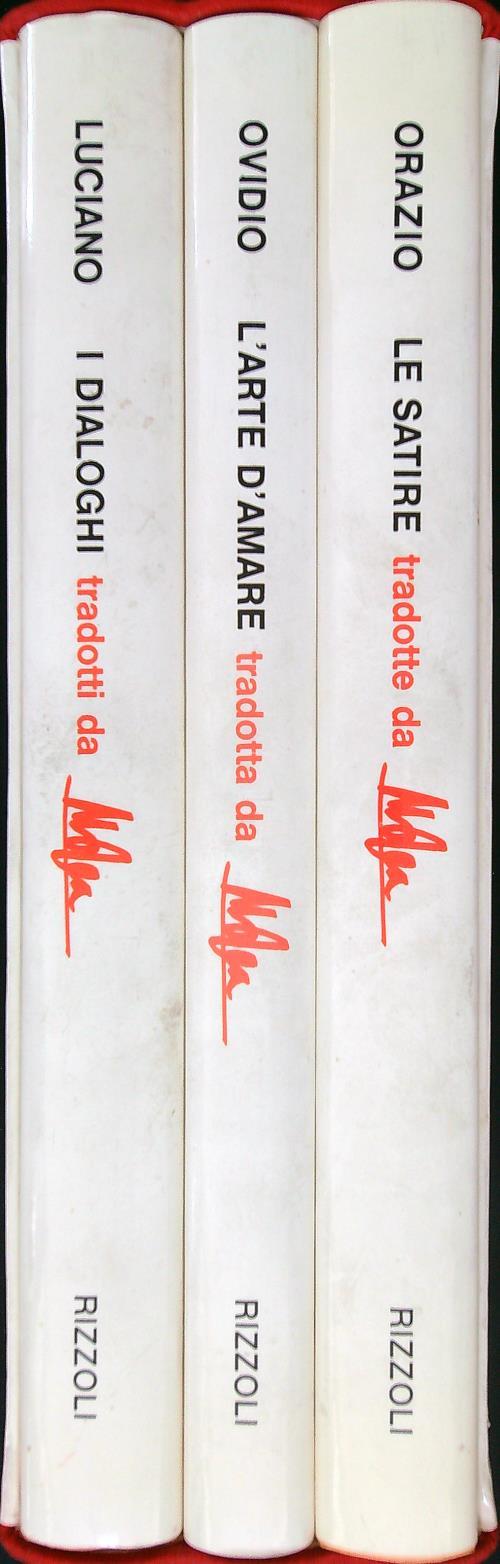 LUCIANO I DIALOGHI tradotti da
RIZZOLI
OVIDIO L'ARTE D'AMARE tradotta da
RIZZOLI
ORAZIO LE SATIRE tradotte da
RIZZOLI